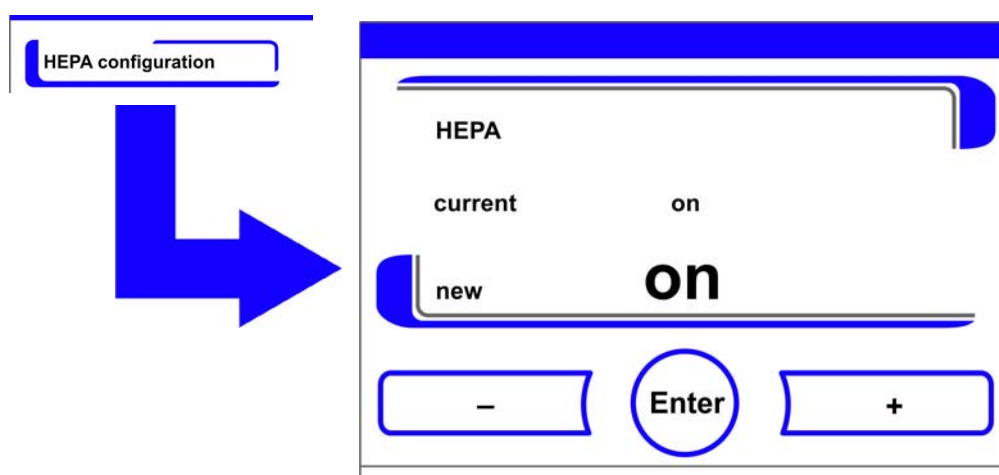 HEPA configuration
HEPA
current on
new on
– Enter +